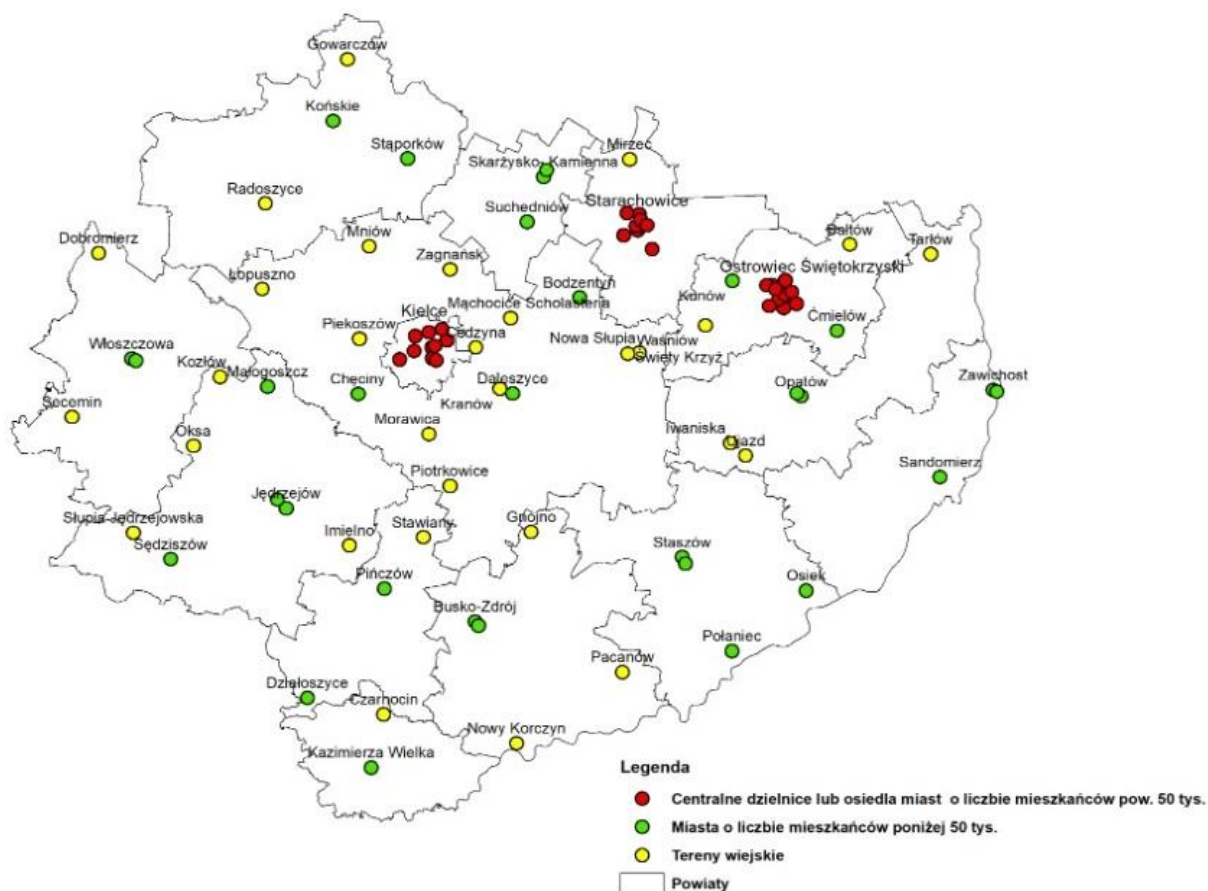 Gowarczów
Końskie
Stąporków
Mirzec
Skarżysko- Kamienna
Radoszyce
Suchedniów
Starachowice
Dobromierz
Mniów
Bałtów
Tarłów
Zagnańsk
Łopuszno
Ostrowiec Świętokrzyski
Bodzentyn
Kunów
Mąchocice Scholasteria
Kielce
Piekoszów
Cedzyna
Ćmielów
Nowa Słupia
Waśniów
Święty Krzyż
Włoszczowa
Kozłów
Małogoszcz
Chęciny
Daleszyce
Opatów
Zawichost
Secemin
Kranów
Morawica
Oksa
Iwaniska
Ujazd
Piotrkowice
Sandomierz
Jędrzejów
Słupia Jędrzejowska
Imielno
Stawiany
Gnojno
Sędziszów
Staszów
Pińczów
Osiek
Busko-Zdrój
Połaniec
Pacanów
Działoszyce
Czarnocin
Nowy Korczyn
Kazimierza Wielka
Legenda
Centralne dzielnice lub osiedla miast o liczbie mieszkańców pow. 50 tys.
Miasta o liczbie mieszkańców poniżej 50 tys.
Tereny wiejskie
Powiaty